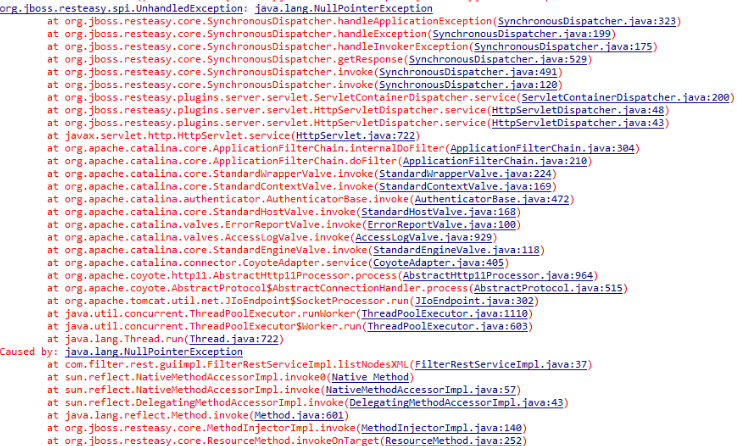 org.jboss.resteasy.spi.UnhandledException: java.lang.NullPointerException
at org.jboss.resteasy.core.SynchronousDispatcher.handleApplicationException(SynchronousDispatcher.java:323)
at org.jboss.resteasy.core.SynchronousDispatcher.handleException(SynchronousDispatcher.java:199)
at org.jboss.resteasy.core.SynchronousDispatcher.handleInvokerException(SynchronousDispatcher.java:175)
at org.jboss.resteasy.core.SynchronousDispatcher.getResponse(SynchronousDispatcher.java:529)
at org.jboss.resteasy.core.SynchronousDispatcher.invoke(SynchronousDispatcher.java:491)
at org.jboss.resteasy.core.SynchronousDispatcher.invoke(SynchronousDispatcher.java:120)
at org.jboss.resteasy.plugins.server.servlet.ServletContainerDispatcher.service(ServletContainerDispatcher.java:200)
at org.jboss.resteasy.plugins.server.servlet.HttpServletDispatcher.service(HttpServletDispatcher.java:48)
at org.jboss.resteasy.plugins.server.servlet.HttpServletDispatcher.service(HttpServletDispatcher.java:43)
at javax.servlet.http.HttpServlet.service(HttpServlet.java:722)
at org.apache.catalina.core.ApplicationFilterChain.internalDoFilter(ApplicationFilterChain.java:304)
at org.apache.catalina.core.ApplicationFilterChain.doFilter(ApplicationFilterChain.java:210)
at org.apache.catalina.core.StandardWrapperValve.invoke(StandardWrapperValve.java:224)
at org.apache.catalina.core.StandardContextValve.invoke(StandardContextValve.java:169)
at org.apache.catalina.authenticator.AuthenticatorBase.invoke(AuthenticatorBase.java:472)
at org.apache.catalina.core.StandardHostValve.invoke(StandardHostValve.java:168)
at org.apache.catalina.valves.ErrorReportValve.invoke(ErrorReportValve.java:100)
at org.apache.catalina.valves.AccessLogValve.invoke(AccessLogValve.java:929)
at org.apache.catalina.core.StandardEngineValve.invoke(StandardEngineValve.java:118)
at org.apache.catalina.connector.CoyoteAdapter.service(CoyoteAdapter.java:405)
at org.apache.coyote.http11.AbstractHttp11Processor.process(AbstractHttp11Processor.java:964)
at org.apache.coyote.AbstractProtocol$AbstractConnectionHandler.process(AbstractProtocol.java:515)
at org.apache.tomcat.util.net.JIoEndpoint$SocketProcessor.run(JIoEndpoint.java:302)
at java.util.concurrent.ThreadPoolExecutor.runWorker(ThreadPoolExecutor.java:1110)
at java.util.concurrent.ThreadPoolExecutor$Worker.run(ThreadPoolExecutor.java:603)
at java.lang.Thread.run(Thread.java:722)
Caused by: java.lang.NullPointerException
at com.filter.rest.guiimpl.FilterRestServiceImpl.listNodesXML(FilterRestServiceImpl.java:37)
at sun.reflect.NativeMethodAccessorImpl.invoke0(Native Method)
at sun.reflect.NativeMethodAccessorImpl.invoke(NativeMethodAccessorImpl.java:57)
at sun.reflect.DelegatingMethodAccessorImpl.invoke(DelegatingMethodAccessorImpl.java:43)
at java.lang.reflect.Method.invoke(Method.java:601)
at org.jboss.resteasy.core.MethodInjectorImpl.invoke(MethodInjectorImpl.java:140)
at org.jboss.resteasy.core.ResourceMethod.invokeOnTarget(ResourceMethod.java:252)